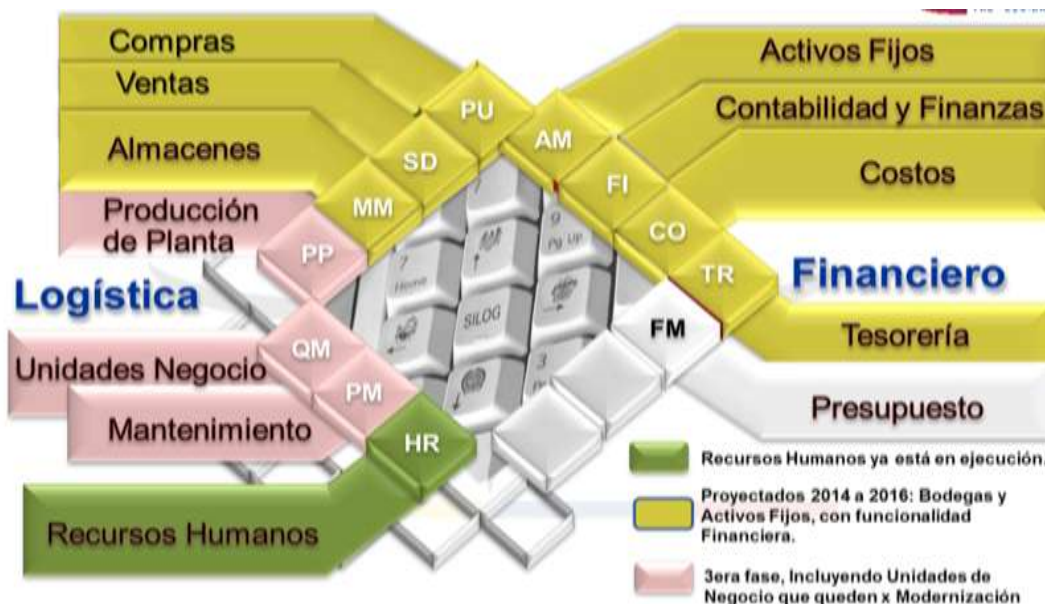 Compras
Ventas
Almacenes
Producción
de Planta
Logística
Unidades Negocio
Mantenimiento
Recursos Humanos
PU
SD
MM
PP
QM
PM
HR
AM
FI
CO
TR
FM
7
Home
9
Pg Up
SILOG
3
Activos Fijos
Contabilidad y Finanzas
Costos
Financiero
Tesorería
Presupuesto
Recursos Humanos ya está en ejecución.
Proyectados 2014 a 2016: Bodegas y
Activos Fijos, con funcionalidad
Financiera.
3era fase, Incluyendo Unidades de
Negocio que queden x Modernización